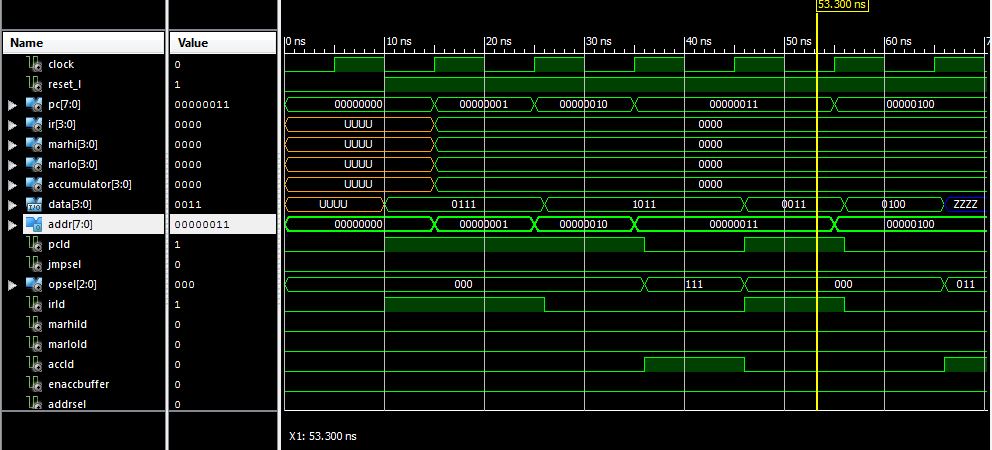 53.300 ns
Name Value
0 ns 10 ns 20 ns 30 ns 40 ns 50 ns 60 ns 70
clock 0
reset_l 1
pc[7:0] 00000011 00000000 00000001 00000010 00000011 00000100
ir[3:0] 0000 UUUU 0000
marhi[3:0] 0000 UUUU 0000
marlo[3:0] 0000 UUUU 0000
accumulator[3:0] 0000 UUUU 0000
data[3:0] 0011 UUUU 0111 1011 0011 0100 ZZZZ
addr[7:0] 00000011 00000000 00000001 00000010 00000011 00000100
pcld 1
jmpsel 0
opsel[2:0] 000 000 111 000 011
irld 1
marhild 0
marlold 0
accld 0
enaccbuffer 0
addrsel 0
X1: 53.300 ns